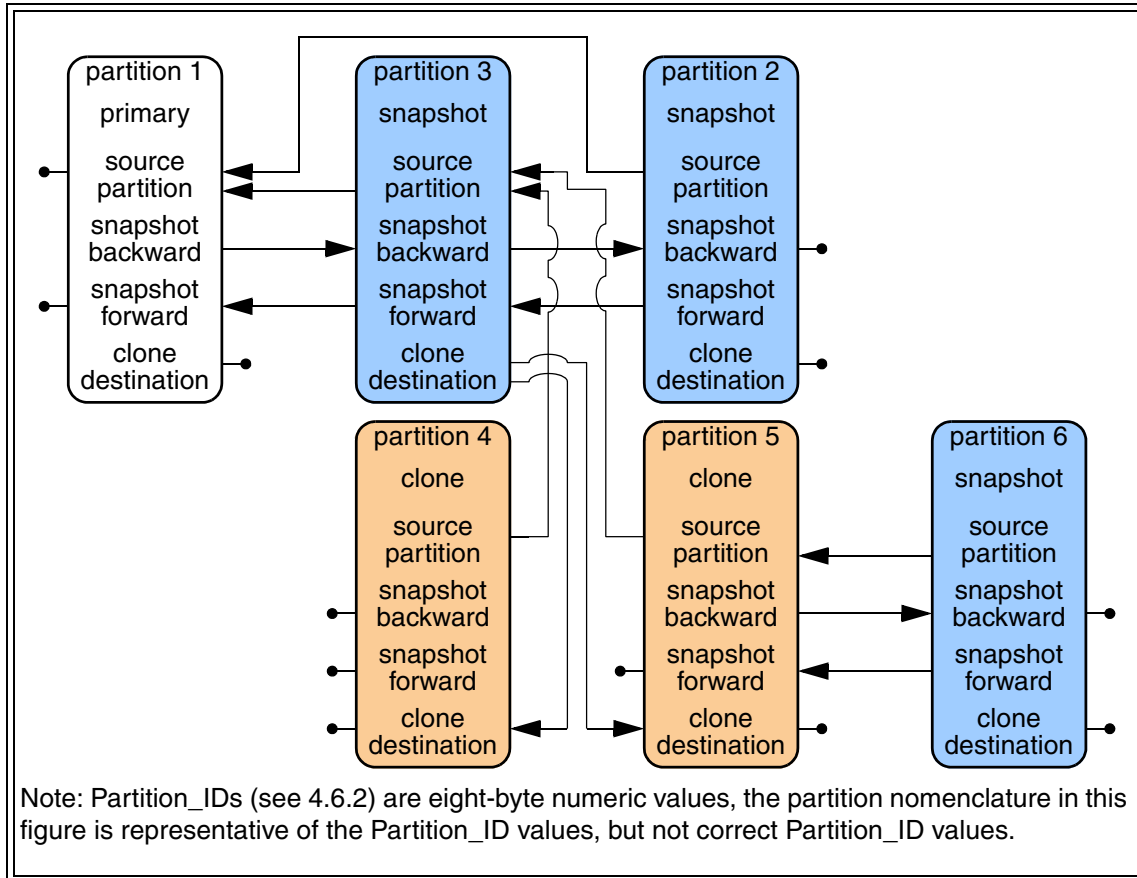 partition 1
primary
source
partition
snapshot
backward
snapshot
forward
clone
destination
partition 3
snapshot
source
partition
snapshot
backward
snapshot
forward
clone
destination
partition 2
snapshot
source
partition
snapshot
backward
snapshot
forward
clone
destination
partition 4
clone
source
partition
snapshot
backward
snapshot
forward
clone
destination
partition 5
clone
source
partition
snapshot
backward
snapshot
forward
clone
destination
partition 6
snapshot
source
partition
snapshot
backward
snapshot
forward
clone
destination
Note: Partition_IDs (see 4.6.2) are eight-byte numeric values, the partition nomenclature in this
figure is representative of the Partition_ID values, but not correct Partition_ID values.